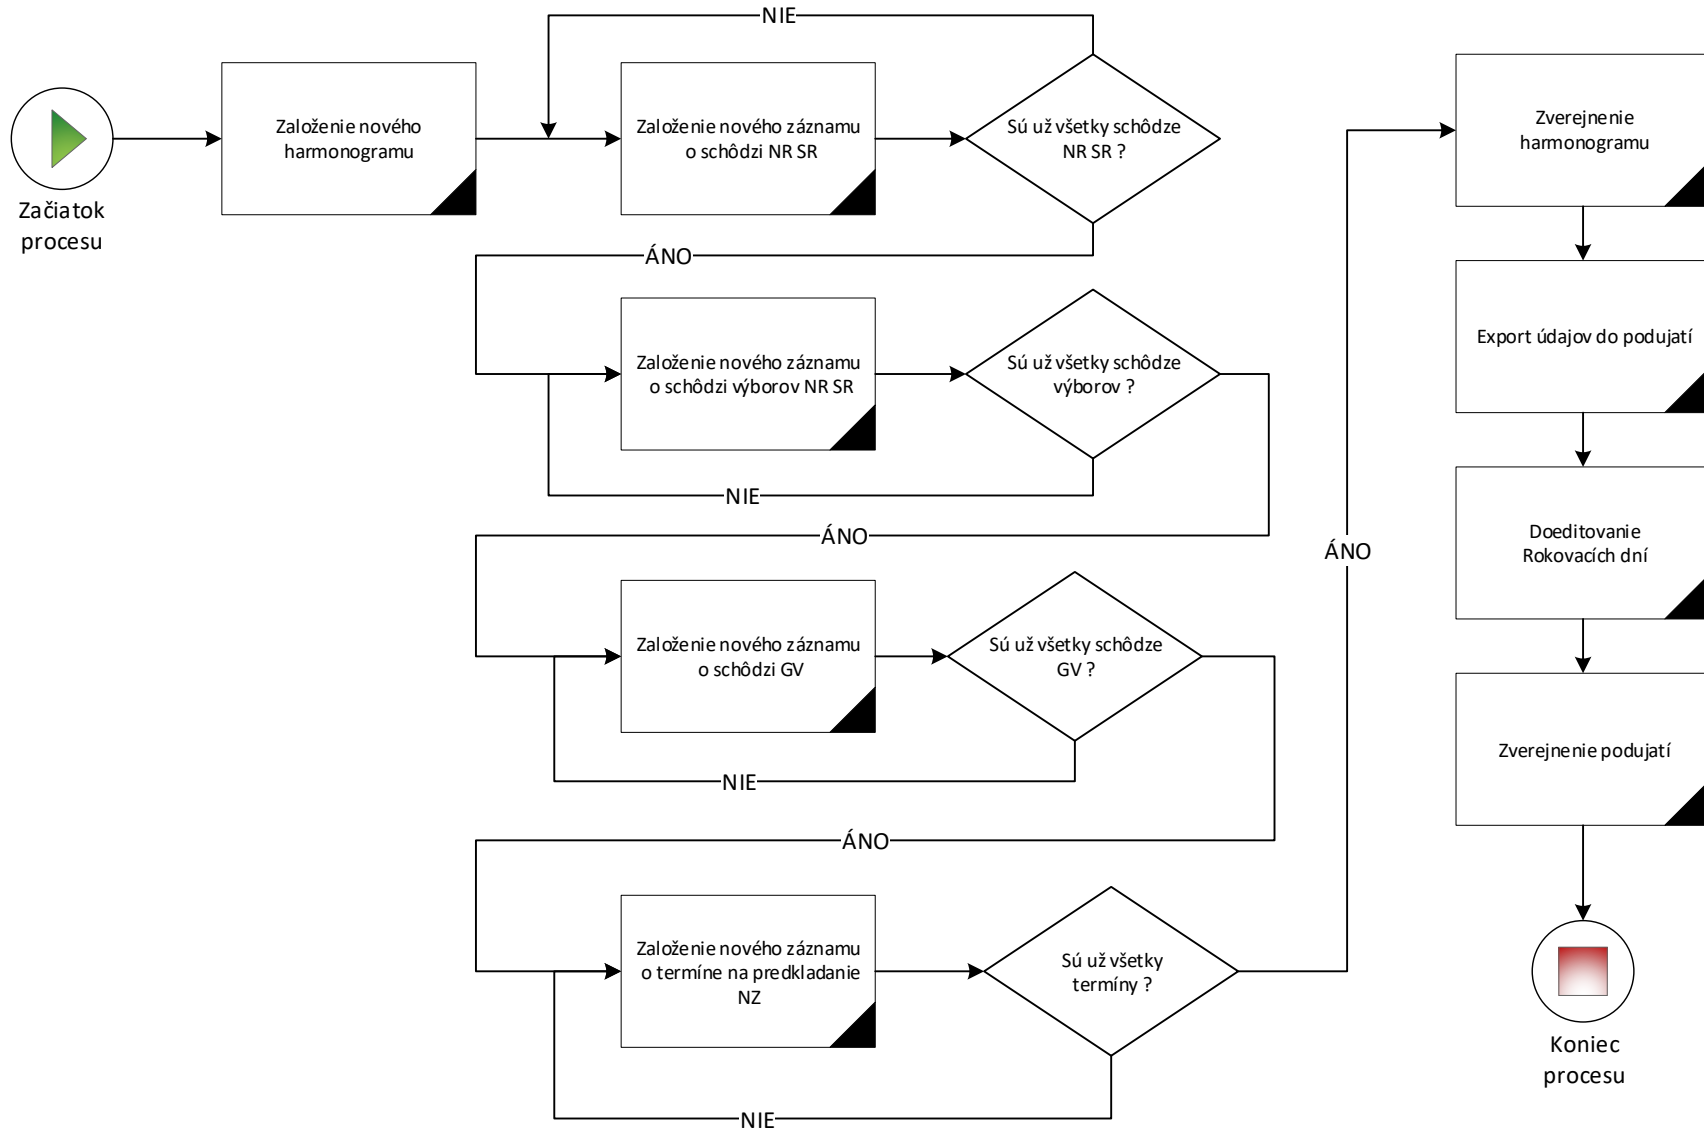 NIE
Založenie nového
harmonogramu
Založenie nového záznamu
o schôdzi NR SR
Sú už všetky schôdze
NR SR ?
Začiatok
procesu
ÁNO
Založenie nového záznamu
o schôdzi výborov NR SR
Sú už všetky schôdze
výborov ?
NIE
ÁNO
Založenie nového záznamu
o schôdzi GV
Sú už všetky schôdze
GV ?
NIE
ÁNO
Založenie nového záznamu
o termíne na predkladanie
NZ
Sú už všetky
termíny ?
NIE
ÁNO
Zverejnenie
harmonogramu
Export údajov do podujatí
Doeditovanie
Rokovacích dní
Zverejnenie podujatí
Koniec
procesu